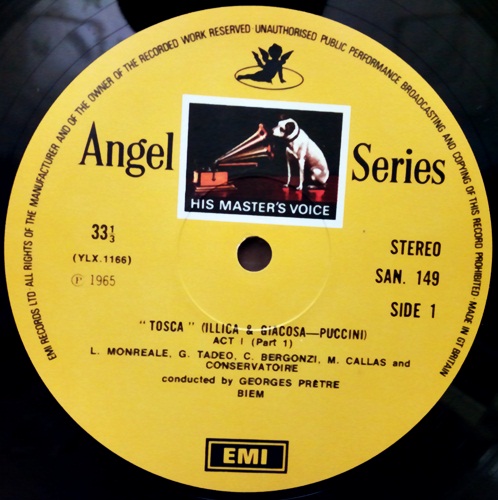 EMI RECORDS LTD ALL RIGHTS OF THE MANUFACTURER AND OF THE OWNER OF THE RECORDED WORK RESERVED UNAUTHORISED PUBLIC PERFORMANCE BROADCASTING AND COPYING OF THIS RECORD PROHIBITED MADE IN GT BRITAIN
Angel Series
HIS MASTER'S VOICE
33 1/3
(YLX.1166)
Ⓟ 1965
STEREO
SAN. 149
SIDE 1
"TOSCA" (ILLICA & GIACOSA—PUCCINI)
ACT I (Part 1)
L. MONREALE, G. TADEO, C. BERGONZI, M. CALLAS and
CONSERVATOIRE
conducted by GEORGES PRÊTRE
BIEM
EMI